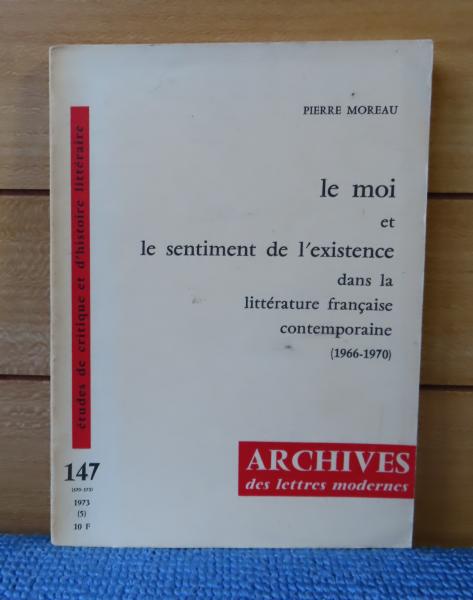 PIERRE MOREAU
le moi
et
le sentiment de l'existence
dans la
littérature française
contemporaine
(1966-1970)
études de critique et d'histoire littéraire
ARCHIVES
des lettres modernes
147
1973
(5)
10 F